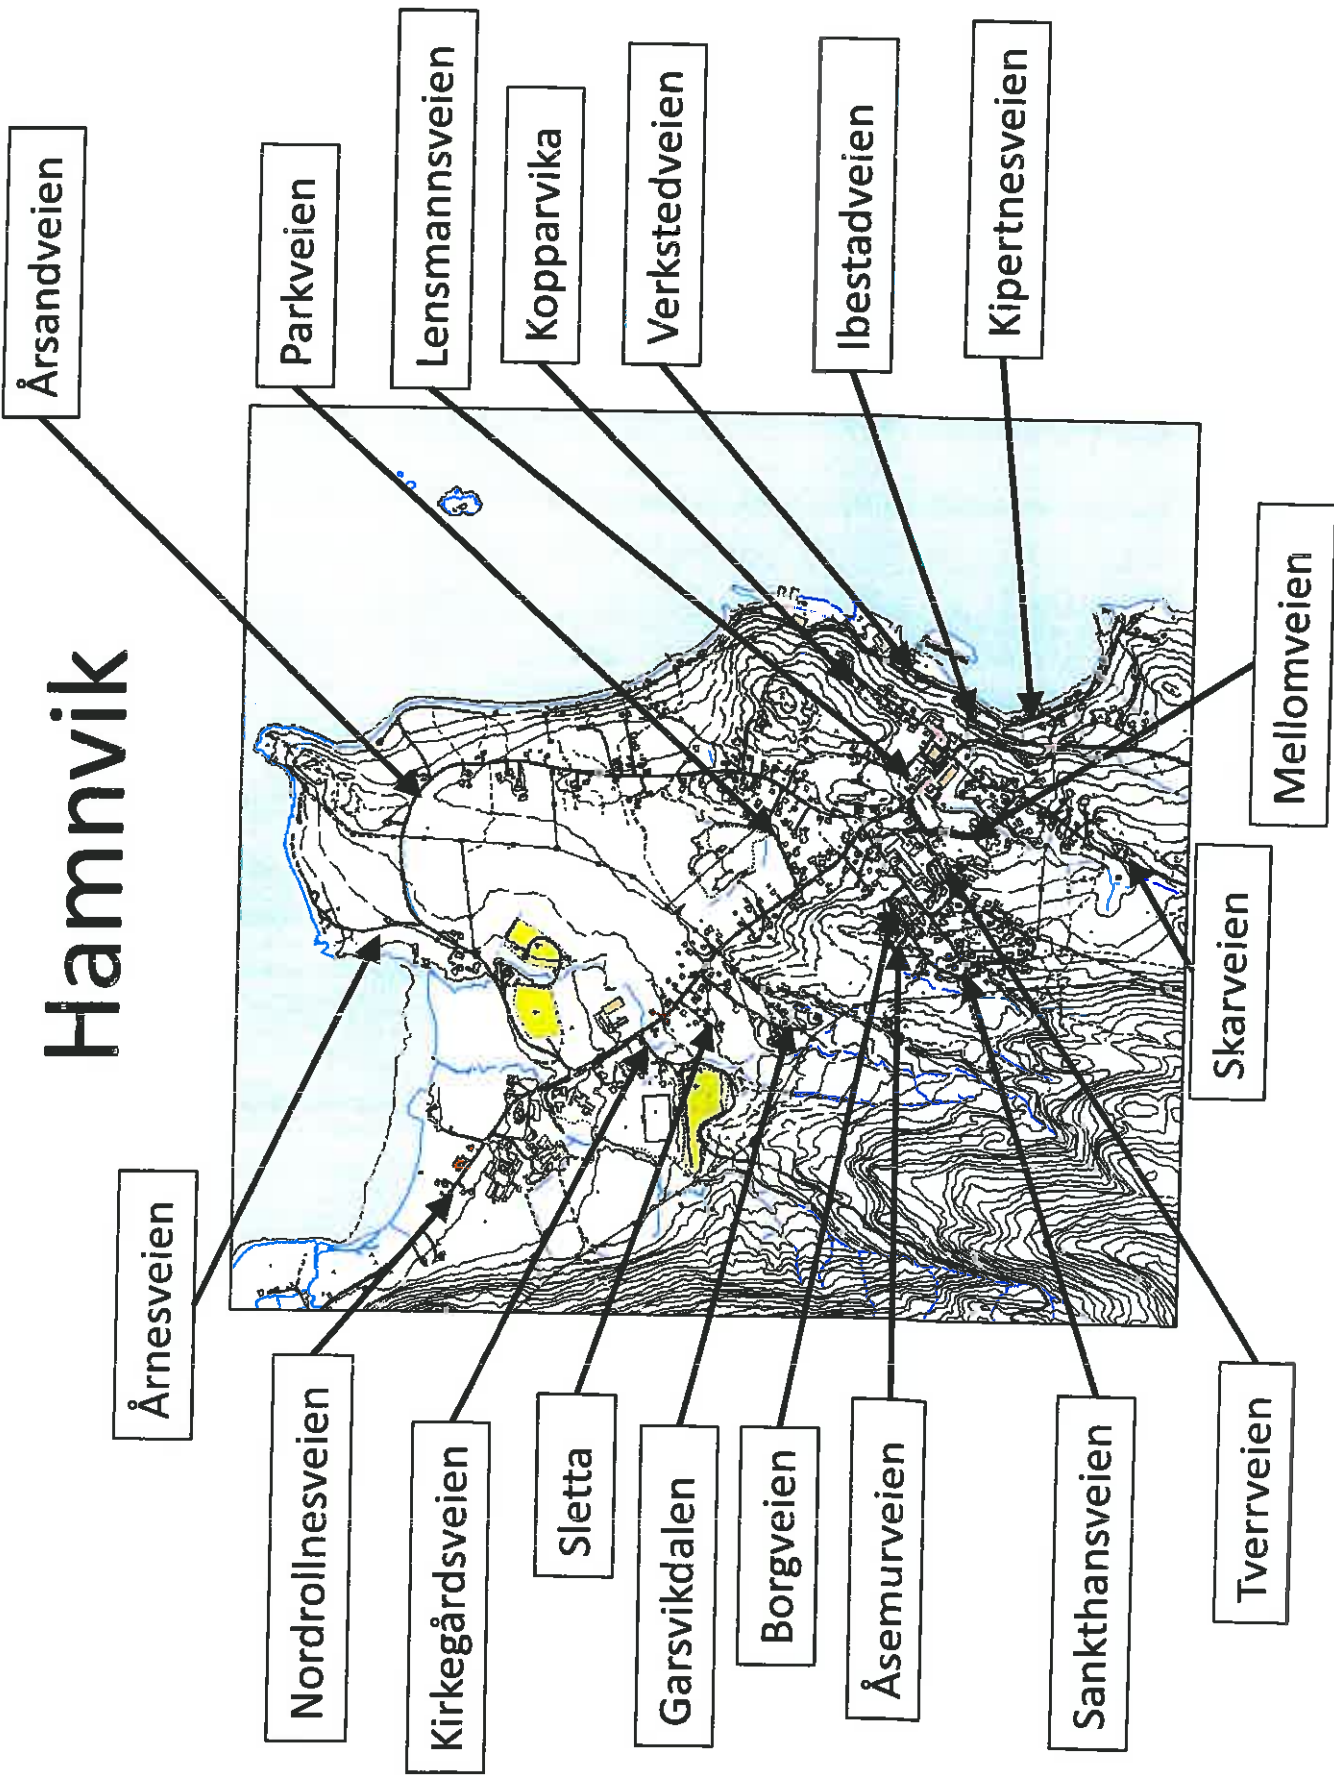 Hamnvik
Årnesveien
Årsandveien
Nordrollnesveien
Parkveien
Kirkegårdsveien
Lensmannsveien
Sletta
Kopparvika
Garsvikdalen
Verkstedveien
Borgveien
Ibestadveien
Åsemurveien
Kipertnesveien
Sankthansveien
Tverrveien
Skarveien
Mellomveien